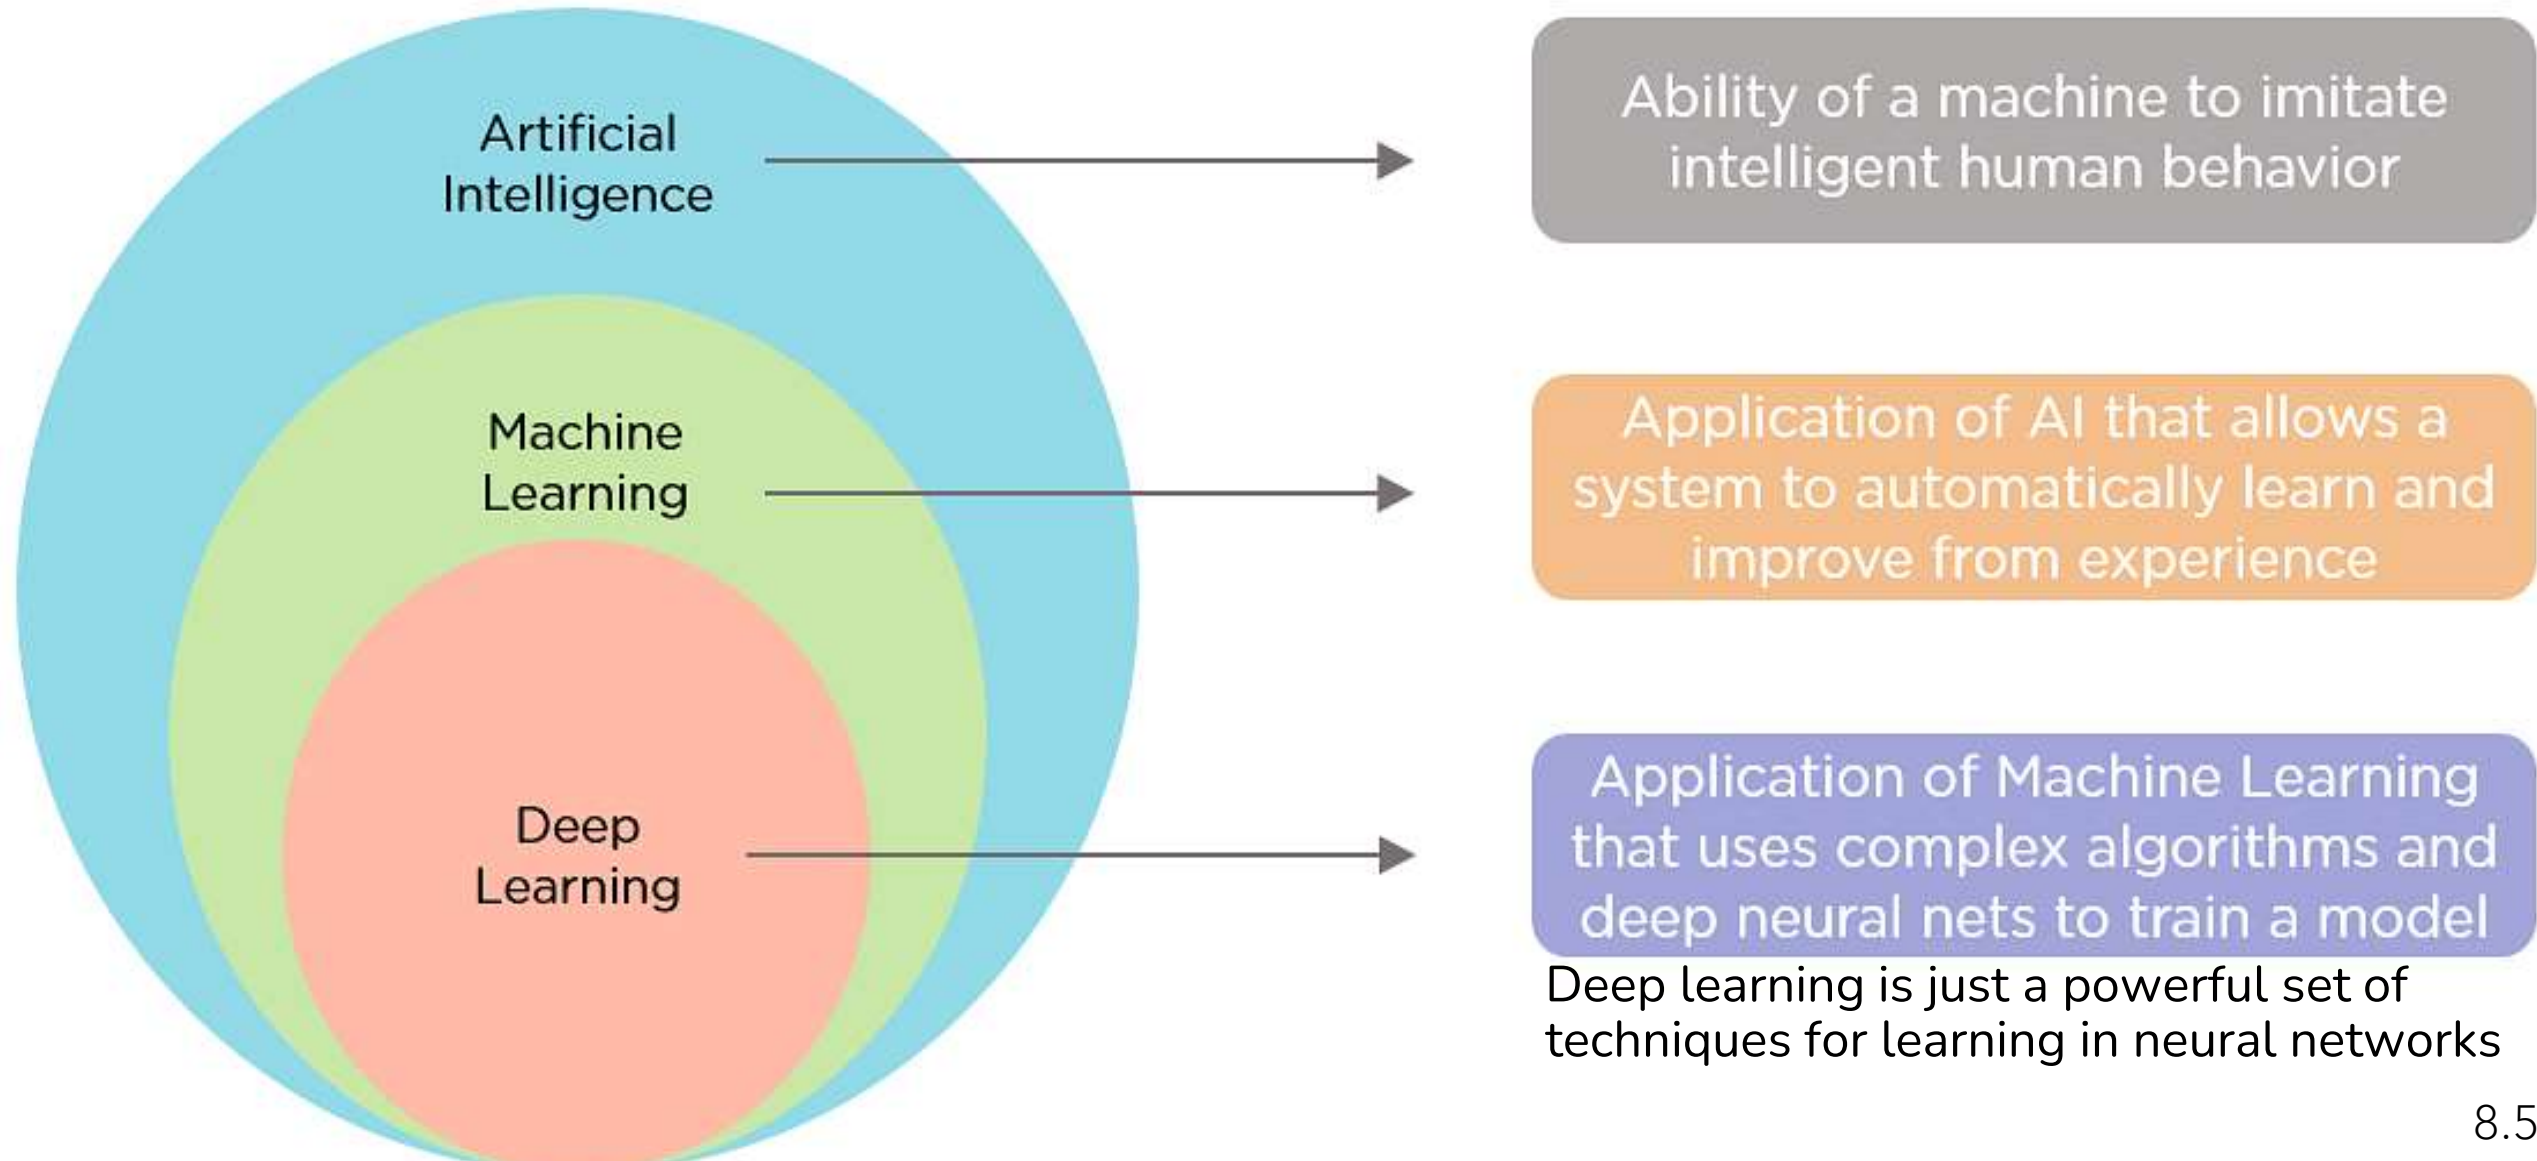 Artificial
Intelligence
Ability of a machine to imitate
intelligent human behavior
Machine
Learning
Application of AI that allows a
system to automatically learn and
improve from experience
Deep
Learning
Application of Machine Learning
that uses complex algorithms and
deep neural nets to train a model
Deep learning is just a powerful set of
techniques for learning in neural networks
8.5